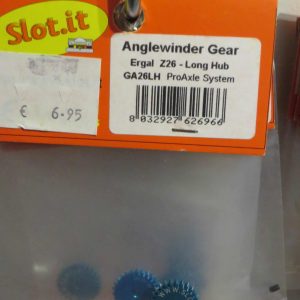 Slot.it
€ 6.95
Anglewinder Gear
Ergal Z26 - Long Hub
GA26LH ProAxle System
8 032927 626966